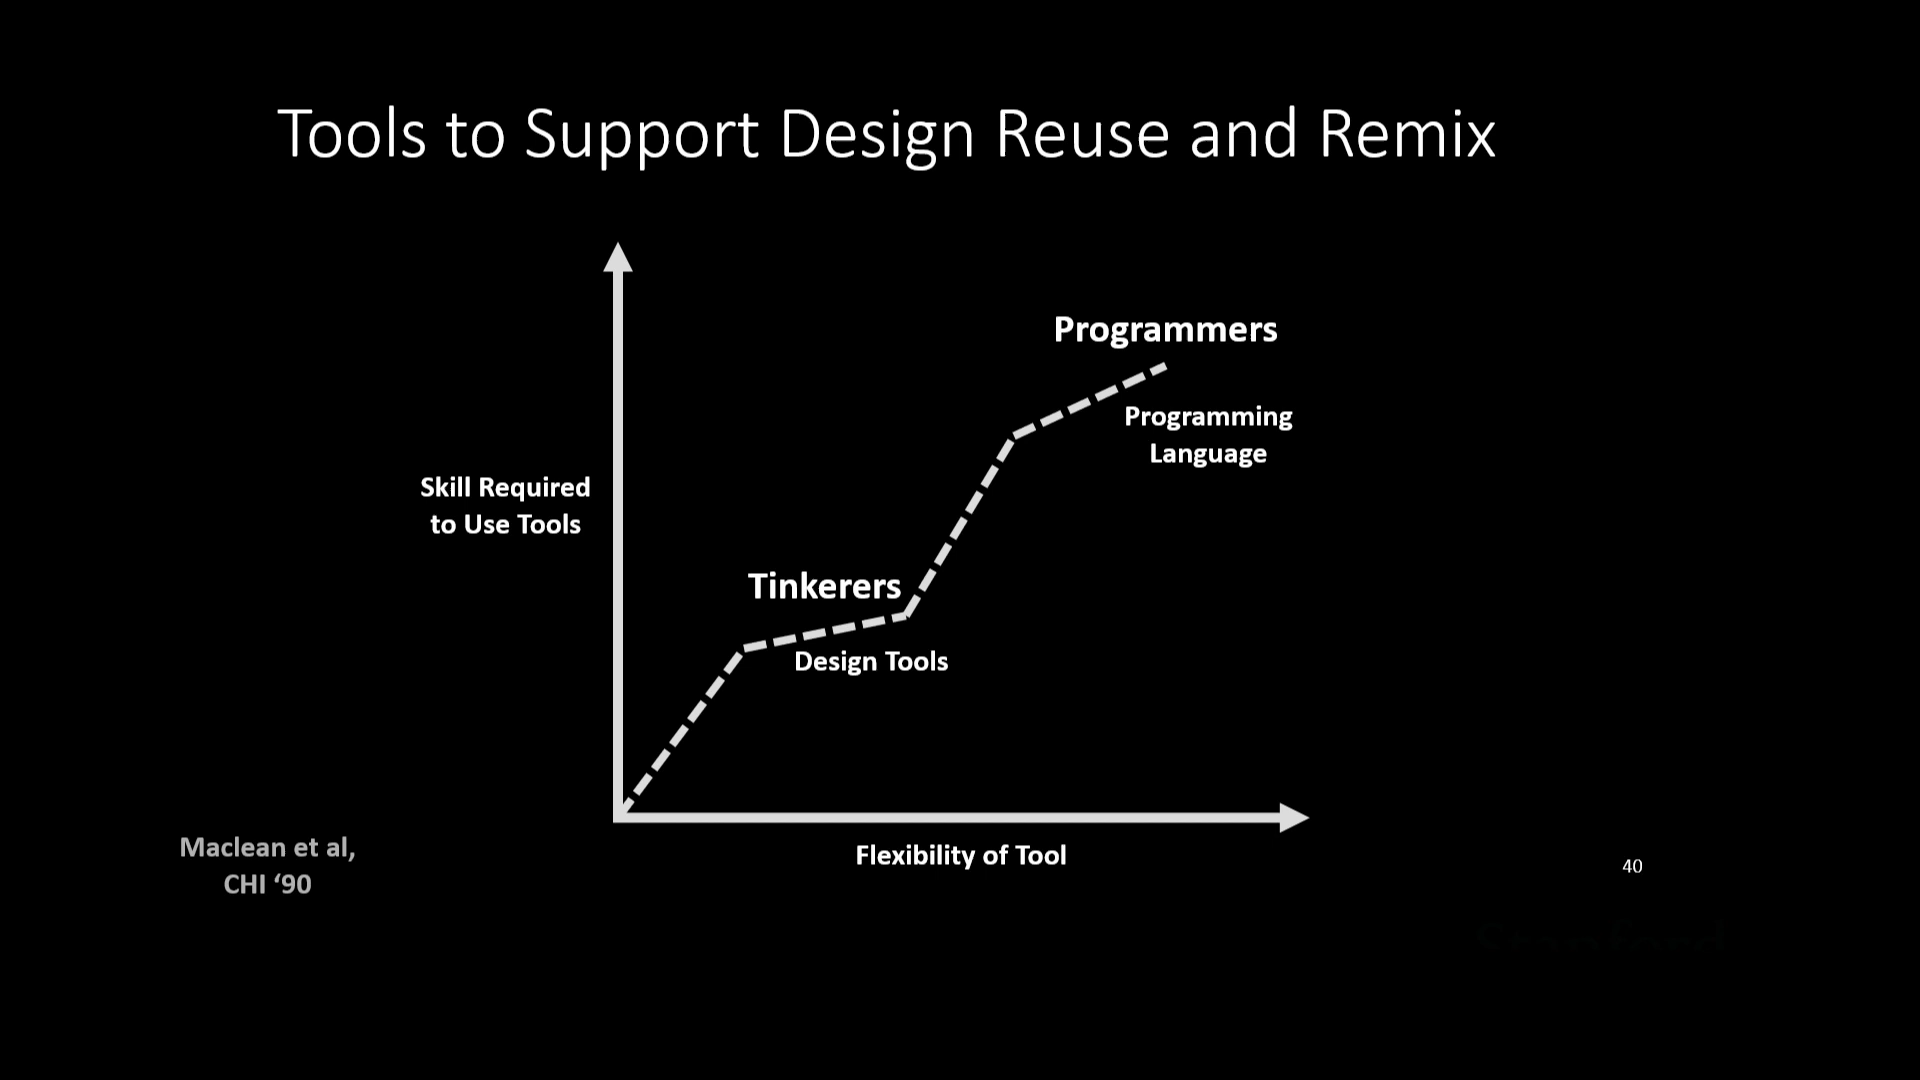 Tools to Support Design Reuse and Remix
Programmers
Programming
Language
Skill Required
to Use Tools
Tinkerers
Design Tools
Flexibility of Tool
Maclean et al,
CHI ‘90
40